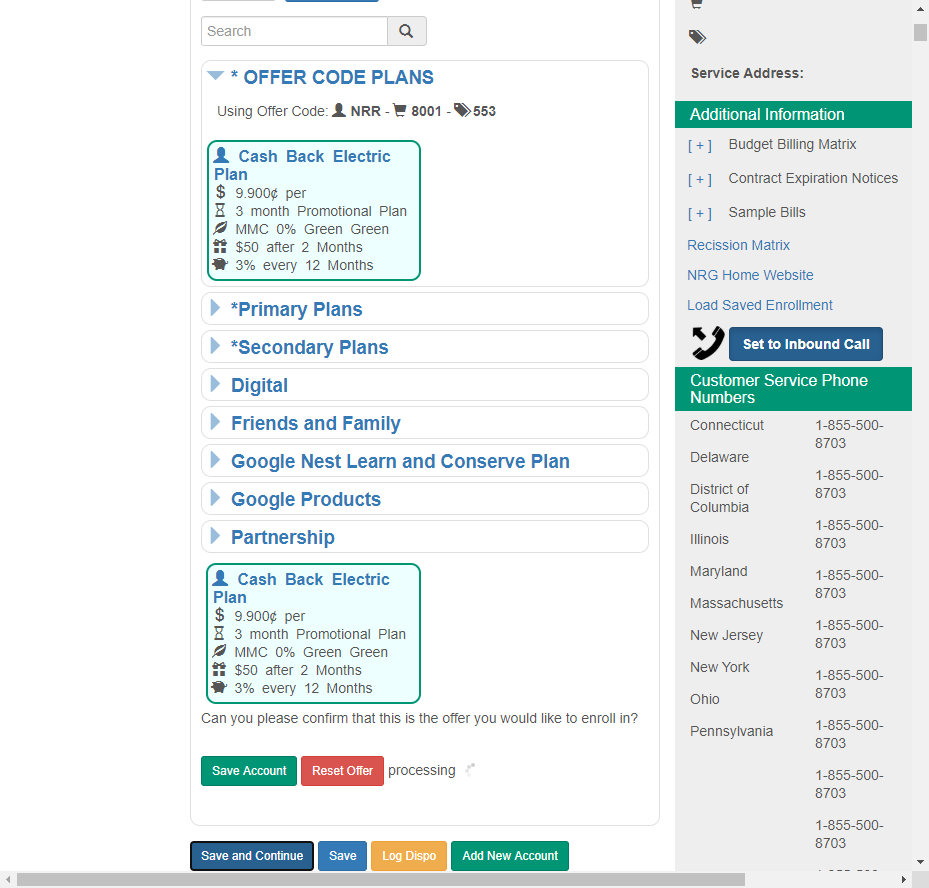 Search
* OFFER CODE PLANS
Using Offer Code: NRR - 8001 - 553
Cash Back Electric
Plan
$ 9.900¢ per
3 month Promotional Plan
MMC 0% Green Green
$50 after 2 Months
3% every 12 Months
*Primary Plans
*Secondary Plans
Digital
Friends and Family
Google Nest Learn and Conserve Plan
Google Products
Partnership
Cash Back Electric
Plan
$ 9.900¢ per
3 month Promotional Plan
MMC 0% Green Green
$50 after 2 Months
3% every 12 Months
Can you please confirm that this is the offer you would like to enroll in?
Save Account Reset Offer processing
Save and Continue Save Log Dispo Add New Account
Service Address:
Additional Information
[ + ] Budget Billing Matrix
[ + ] Contract Expiration Notices
[ + ] Sample Bills
Recission Matrix
NRG Home Website
Load Saved Enrollment
Set to Inbound Call
Customer Service Phone
Numbers
Connecticut
Delaware
District of
Columbia
Illinois
Maryland
Massachusetts
New Jersey
New York
Ohio
Pennsylvania
1-855-500-
8703
1-855-500-
8703
1-855-500-
8703
1-855-500-
8703
1-855-500-
8703
1-855-500-
8703
1-855-500-
8703
1-855-500-
8703
1-855-500-
8703